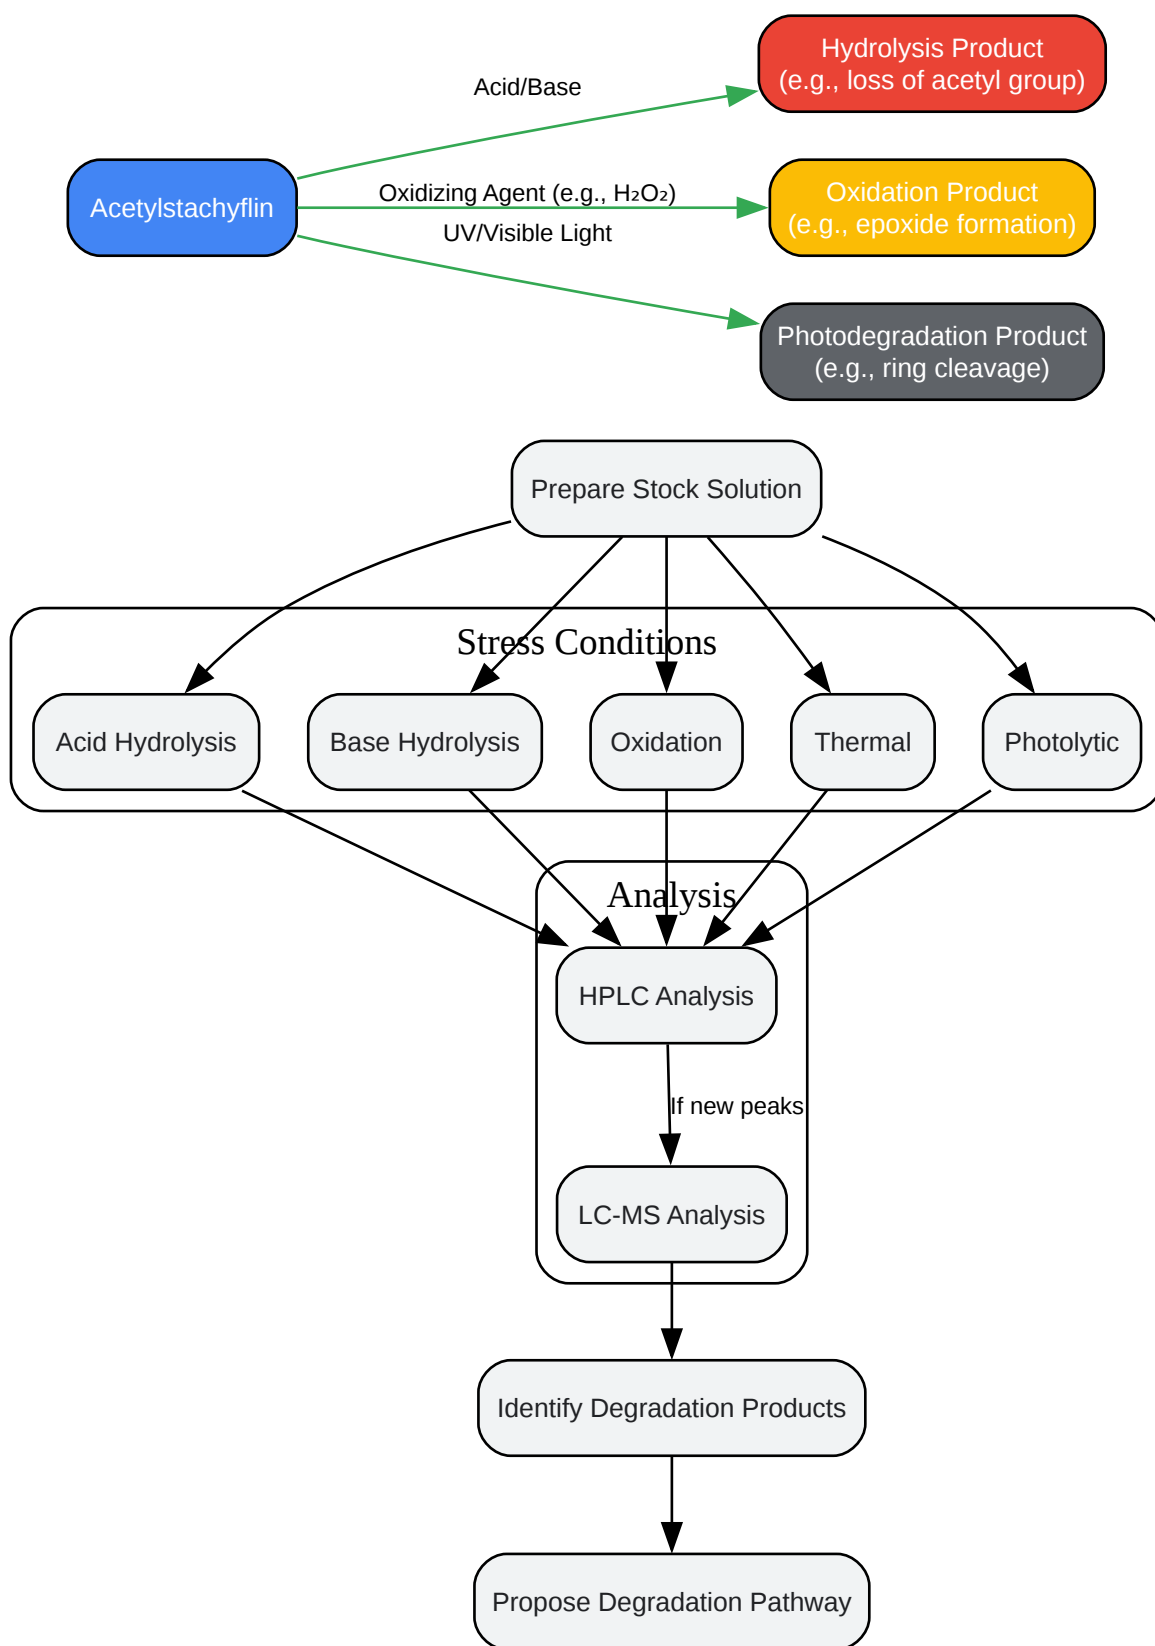 Hydrolysis Product
(e.g., loss of acetyl group)
Acid/Base
Acetylstachyflin
Oxidizing Agent (e.g., H₂O₂)
Oxidation Product
(e.g., epoxide formation)
UV/Visible Light
Photodegradation Product
(e.g., ring cleavage)
Prepare Stock Solution
Stress Conditions
Acid Hydrolysis
Base Hydrolysis
Oxidation
Thermal
Photolytic
Analysis
HPLC Analysis
If new peaks
LC-MS Analysis
Identify Degradation Products
Propose Degradation Pathway